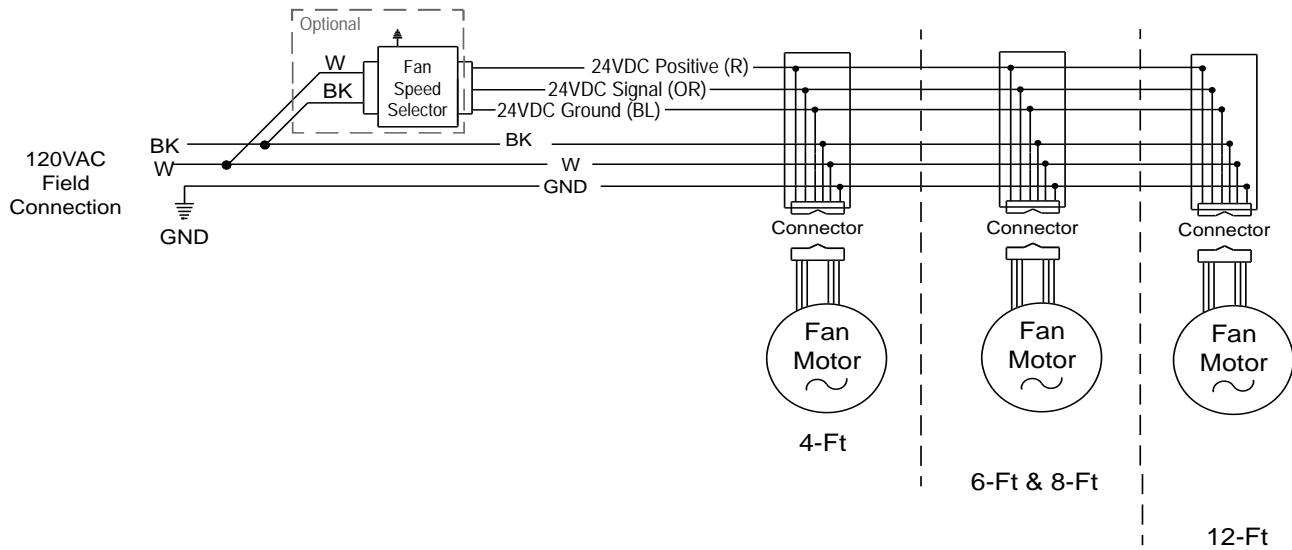 Optional
W
BK
Fan
Speed
Selector
24VDC Positive (R)
24VDC Signal (OR)
24VDC Ground (BL)
BK
BK
W
W
GND
120VAC
Field
Connection
GND
Connector
Connector
Connector
Fan
Motor
Fan
Motor
Fan
Motor
4-Ft
6-Ft & 8-Ft
12-Ft